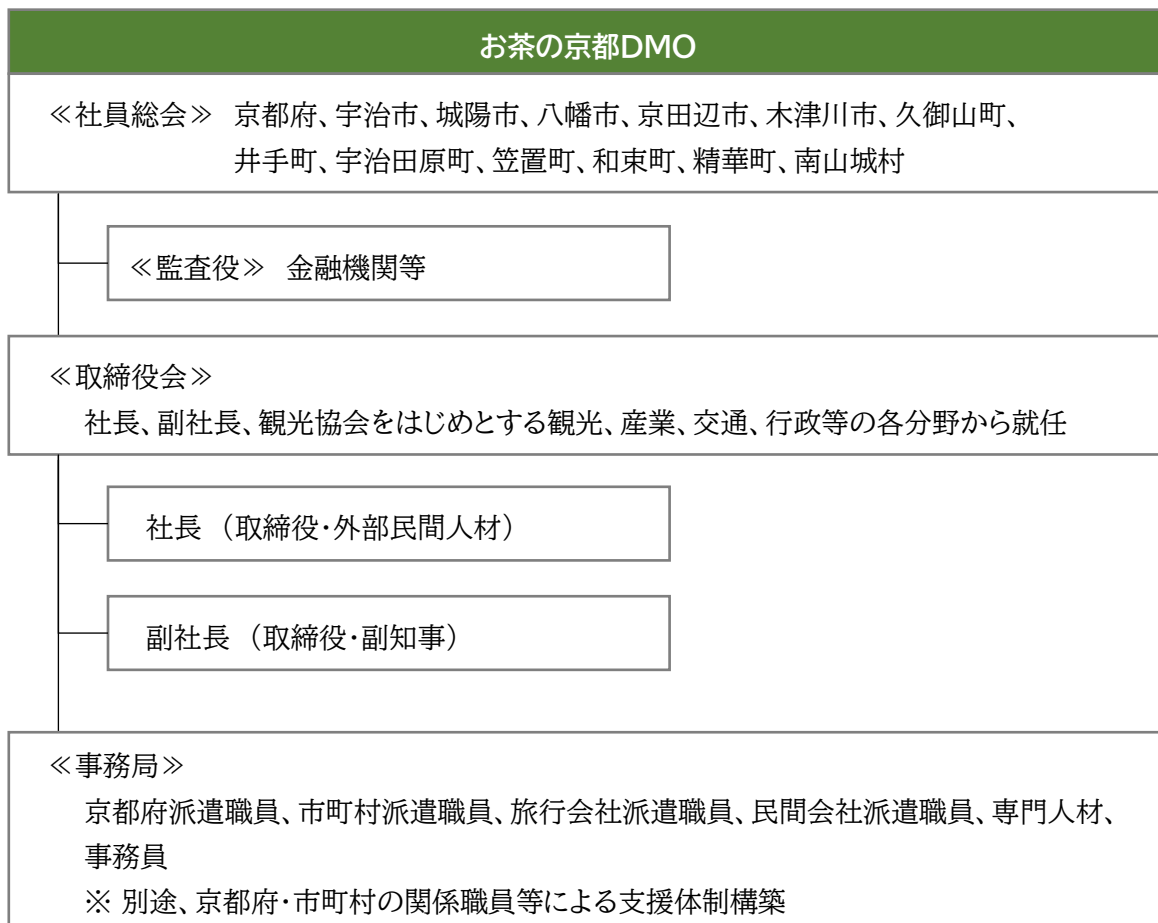 お茶の京都DMO
≪社員総会≫ 京都府、宇治市、城陽市、八幡市、京田辺市、木津川市、久御山町、
井手町、宇治田原町、笠置町、和束町、精華町、南山城村
≪監査役≫ 金融機関等
≪取締役会≫
社長、副社長、観光協会をはじめとする観光、産業、交通、行政等の各分野から就任
社長 （取締役・外部民間人材）
副社長 （取締役・副知事）
≪事務局≫
京都府派遣職員、市町村派遣職員、旅行会社派遣職員、民間会社派遣職員、専門人材、
事務員
※ 別途、京都府・市町村の関係職員等による支援体制構築